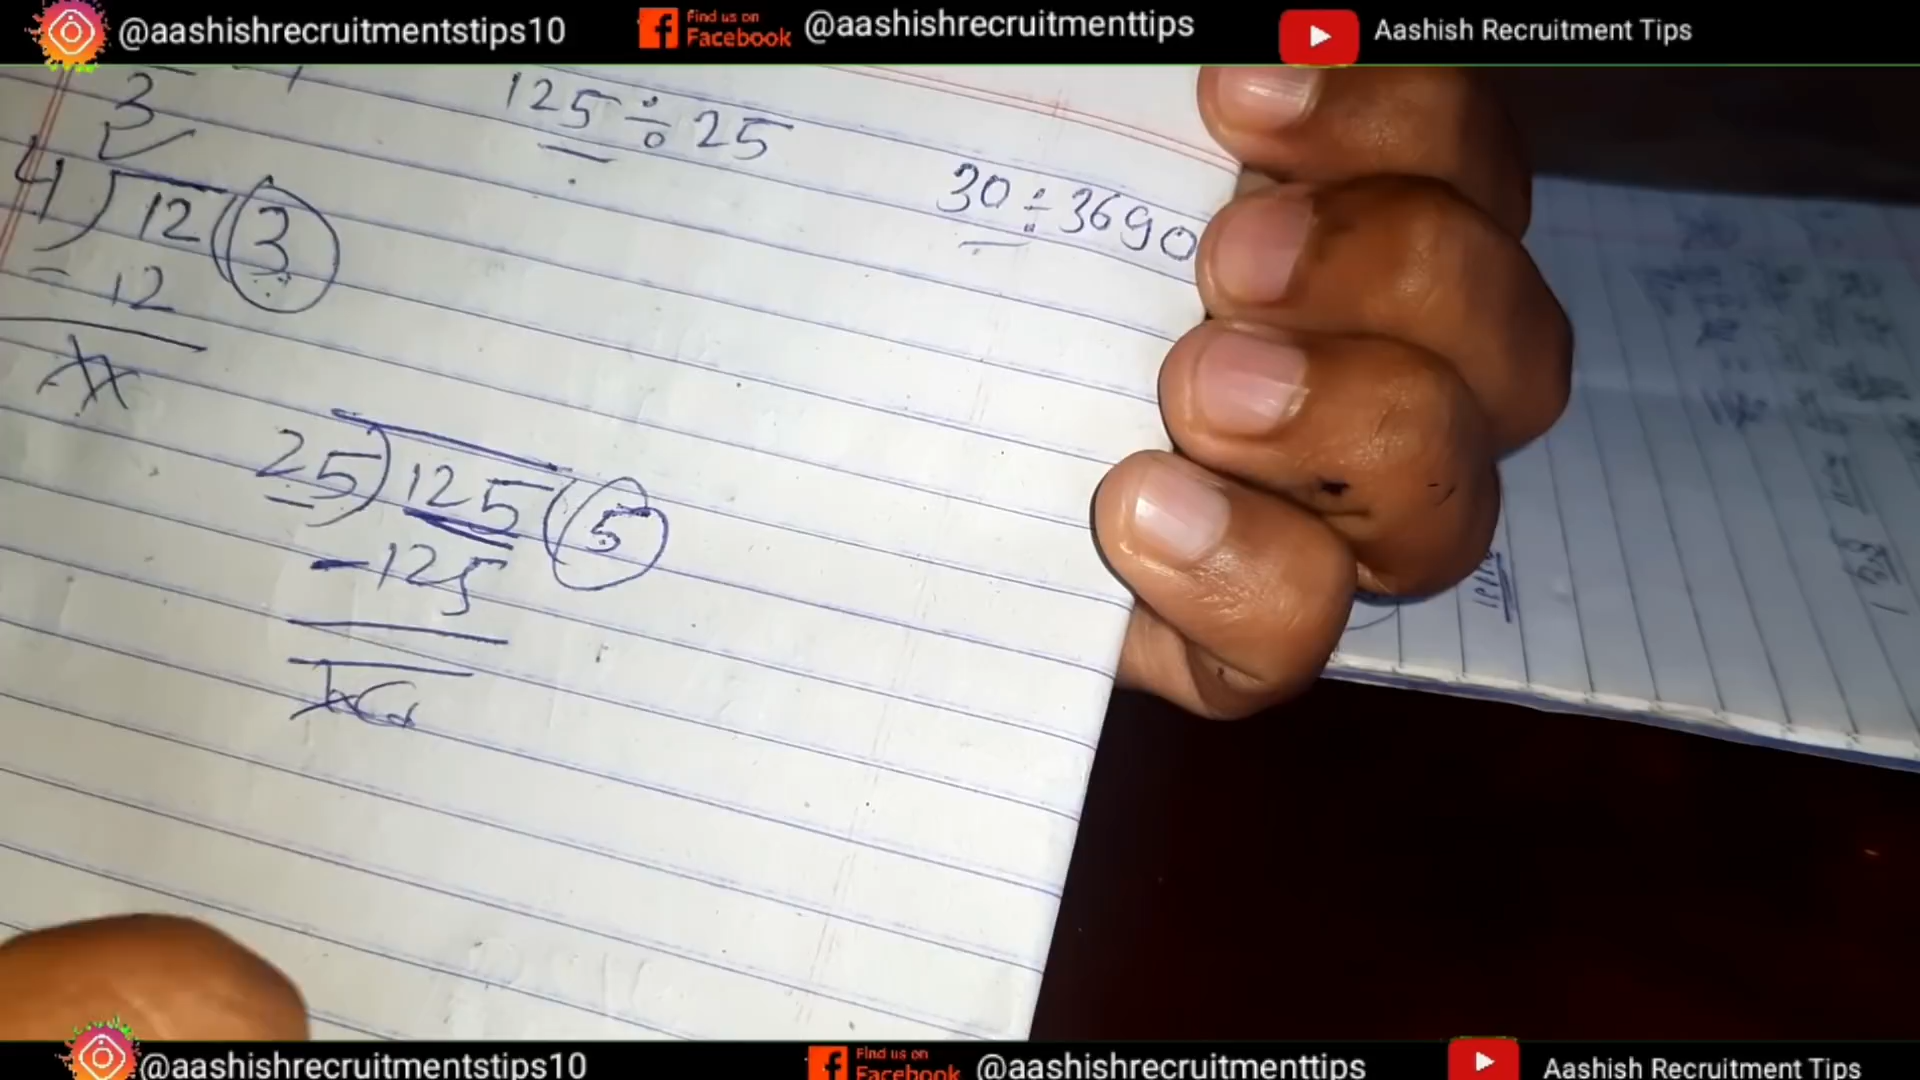 @aashishrecruitmentstips10
Find us on
Facebook
@aashishrecruitmenttips
Aashish Recruitment Tips
3
125 ÷ 25
30 ÷ 3690
4) 12 (3
- 12
25) 125 (5
- 125
@aashishrecruitmentstips10
Find us on
Facebook
@aashishrecruitmenttips
Aashish Recruitment Tips